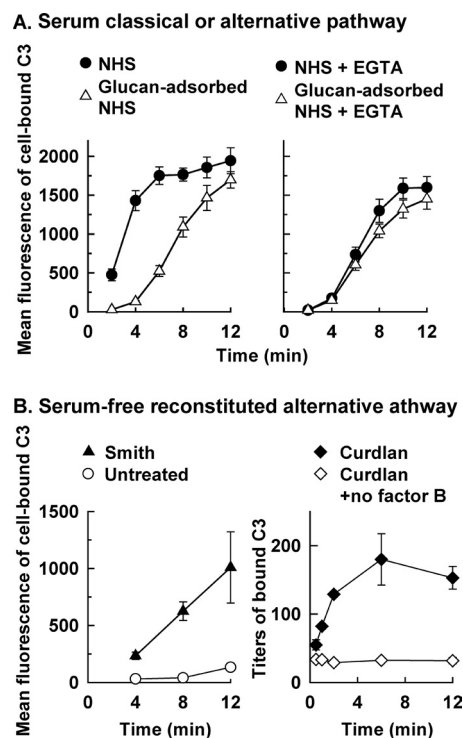 A. Serum classical or alternative pathway
NHS
Glucan-adsorbed
NHS
NHS + EGTA
Glucan-adsorbed
NHS + EGTA
Mean fluorescence of cell-bound C3
2000
1500
1000
500
0
0 4 8 12
0 4 8 12
Time (min)
B. Serum-free reconstituted alternative athway
Smith
Untreated
Curdlan
Curdlan
+no factor B
Mean fluorescence of cell-bound C3
1500
1000
500
0
0 4 8 12
Time (min)
Titers of bound C3
200
100
0
0 4 8 12
Time (min)